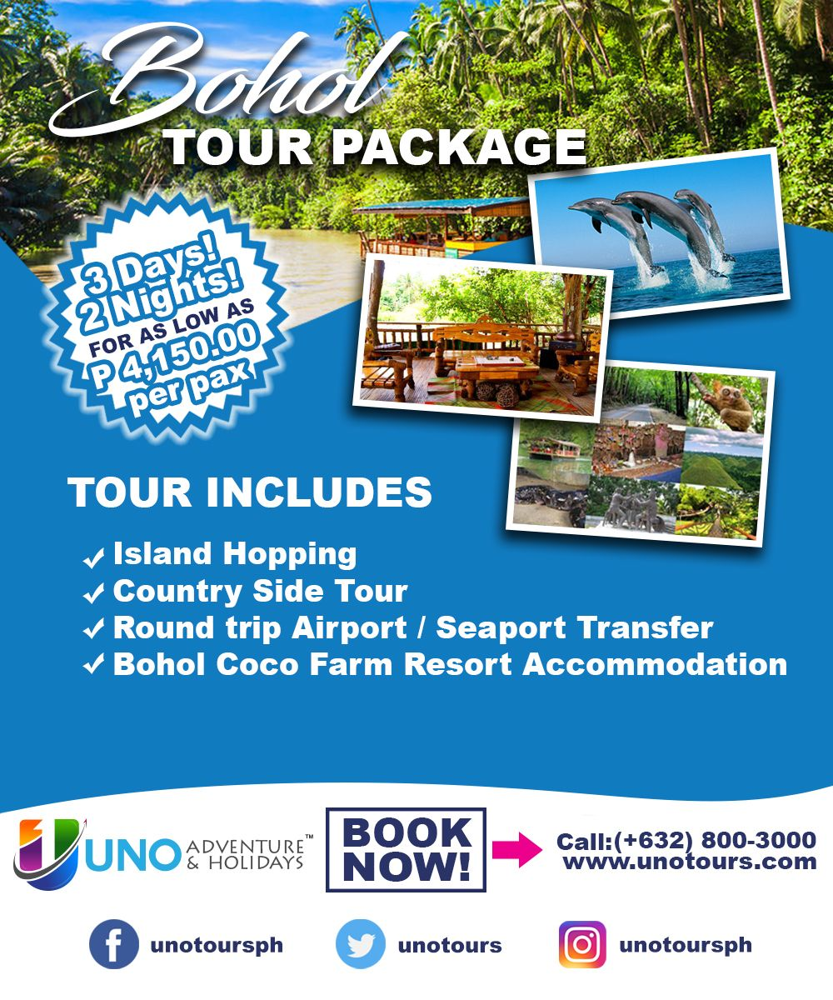 Bohol
TOUR PACKAGE
3 Days!
2 Nights!
FOR AS LOW AS
P 4,150.00
per pax
TOUR INCLUDES
Island Hopping
Country Side Tour
Round trip Airport / Seaport Transfer
Bohol Coco Farm Resort Accommodation
UNO ADVENTURE™
& HOLIDAYS
BOOK
NOW!
Call:(+632) 800-3000
www.unotours.com
unotoursph
unotours
unotoursph